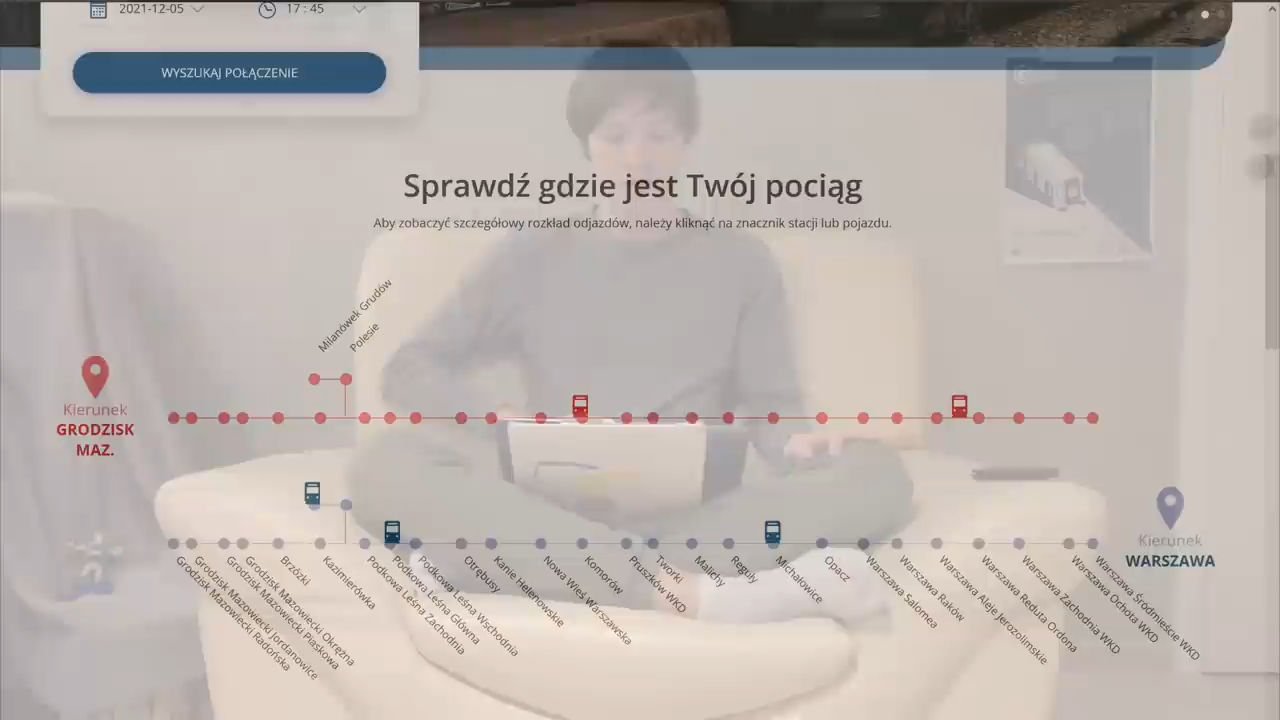 2021-12-05
17 : 45
WYSZUKAJ POŁĄCZENIE
Sprawdź gdzie jest Twój pociąg
Aby zobaczyć szczegółowy rozkład odjazdów, należy kliknąć na znacznik stacji lub pojazdu.
Milanówek Grudów
Polesie
Kierunek
GRODZISK
MAZ.
Kierunek
WARSZAWA
Grodzisk Mazowiecki Radońska
Grodzisk Mazowiecki Jordanowice
Grodzisk Mazowiecki Piaskowa
Grodzisk Mazowiecki Okrężna
Brzózki
Kazimierówka
Podkowa Leśna Zachodnia
Podkowa Leśna Główna
Podkowa Leśna Wschodnia
Otrębusy
Kanie Helenowskie
Nowa Wieś Warszawska
Komorów
Pruszków WKD
Tworki
Malichy
Reguły
Michałowice
Opacz
Warszawa Salomea
Warszawa Raków
Warszawa Aleje Jerozolimskie
Warszawa Reduta Ordona
Warszawa Zachodnia WKD
Warszawa Ochota WKD
Warszawa Śródmieście WKD